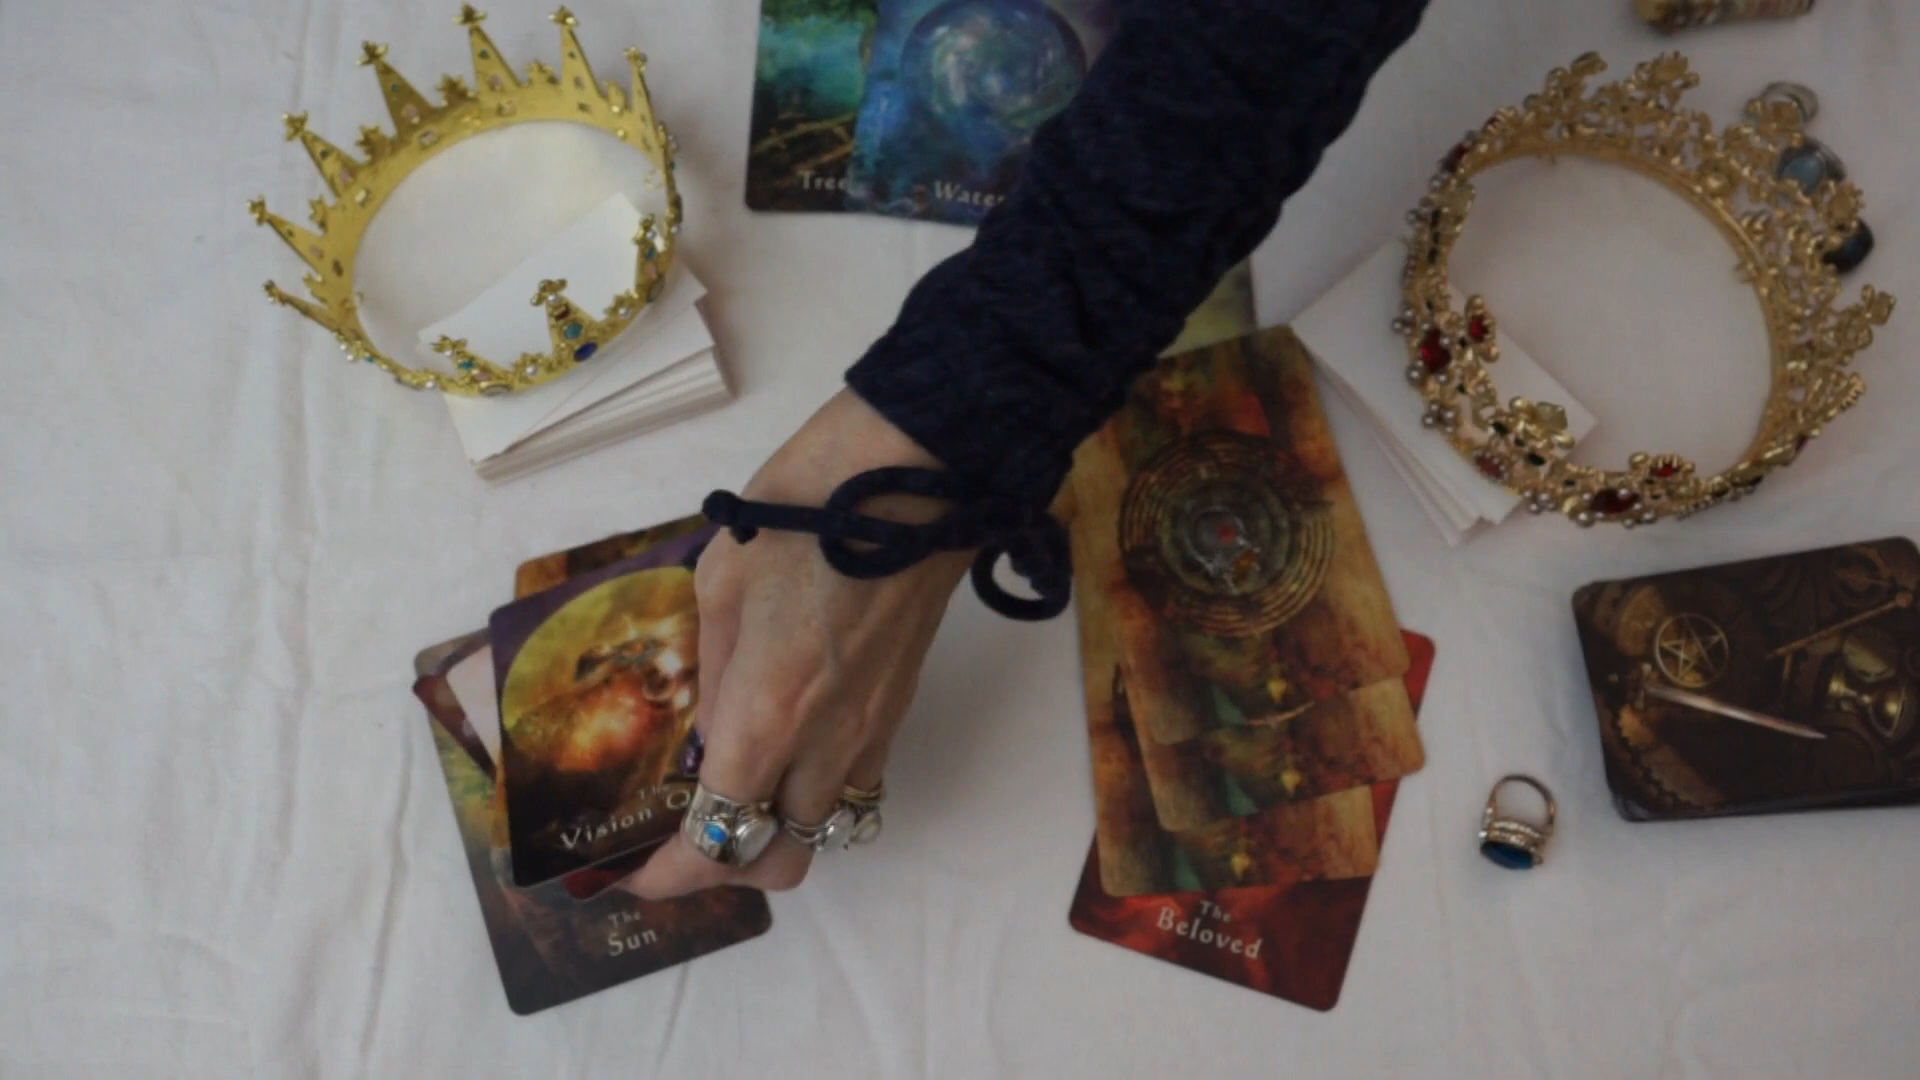 Tree
Water
The
Vision
The
Sun
The
Beloved